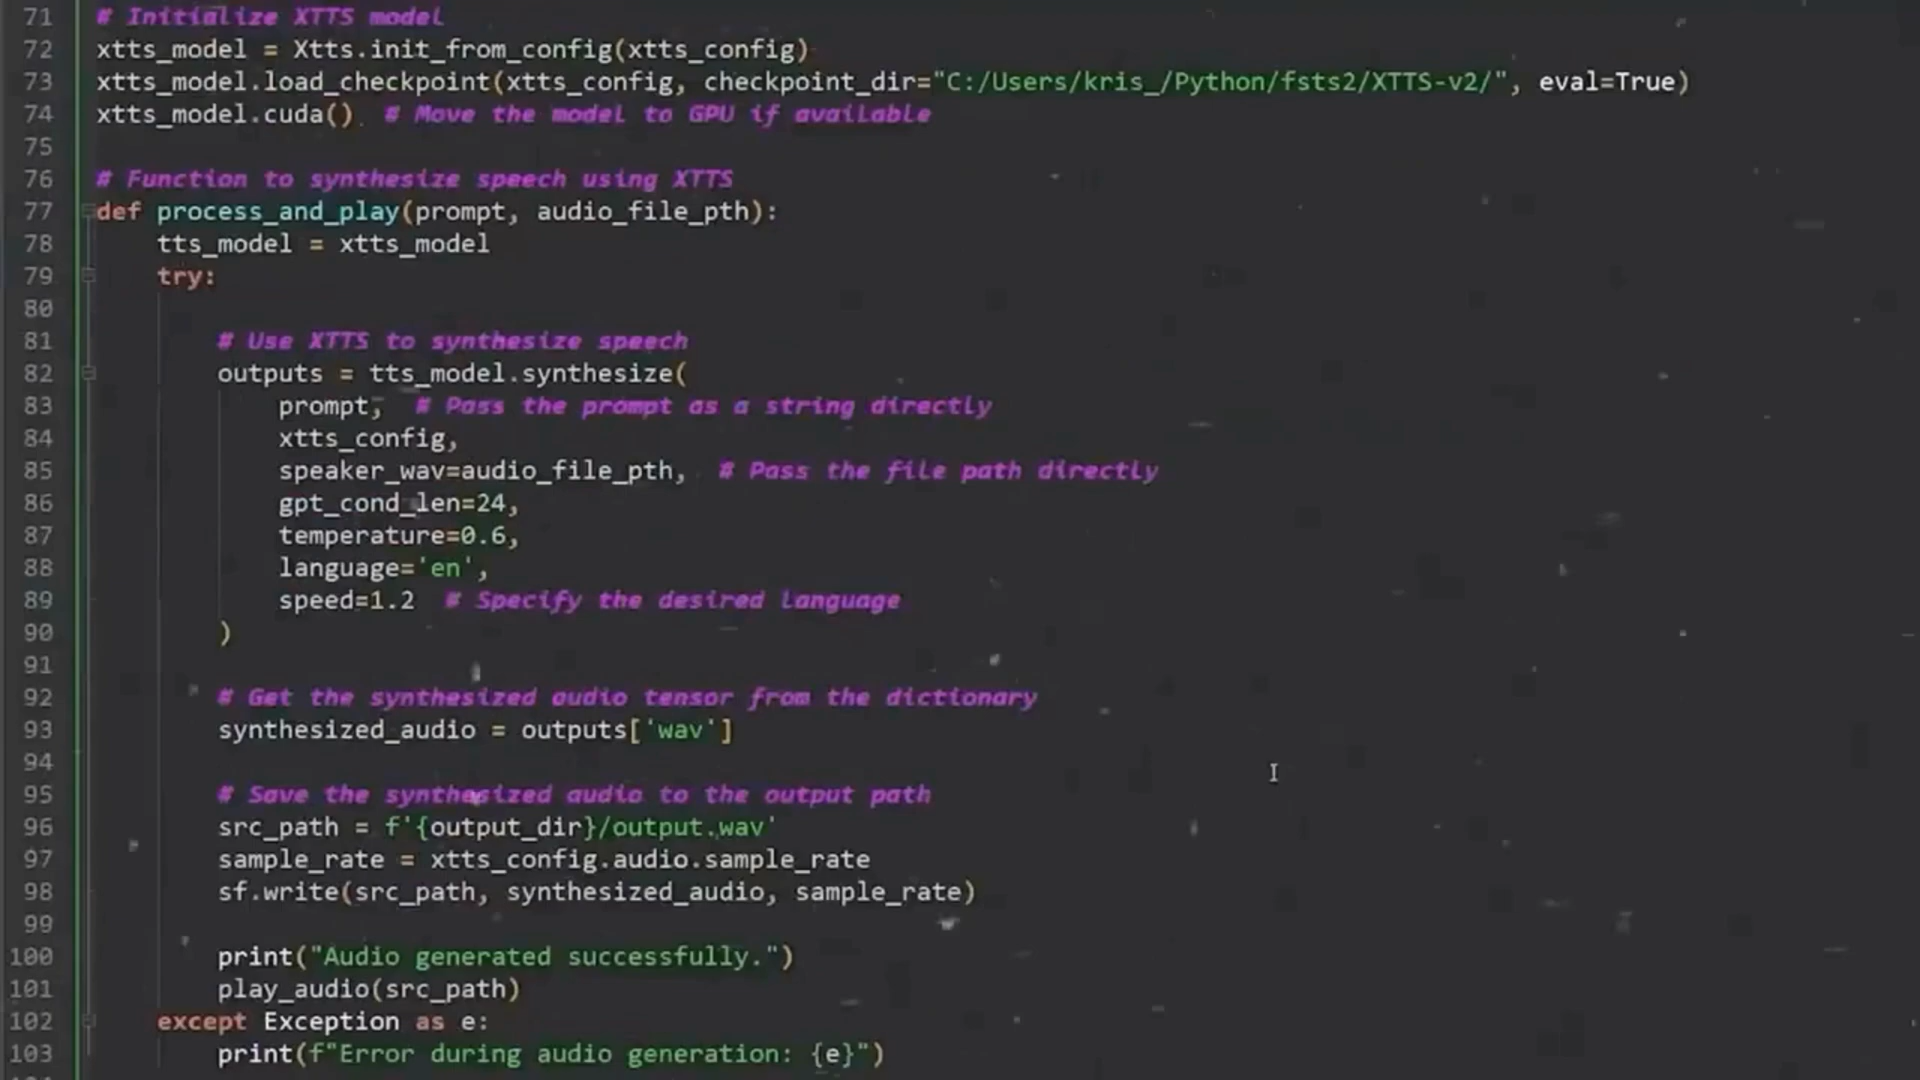 71 # Initialize XTTS model
72 xtts_model = Xtts.init_from_config(xtts_config)
73 xtts_model.load_checkpoint(xtts_config, checkpoint_dir="C:/Users/kris_/Python/fsts2/XTTS-v2/", eval=True)
74 xtts_model.cuda() # Move the model to GPU if available
75
76 # Function to synthesize speech using XTTS
77 def process_and_play(prompt, audio_file_pth):
78     tts_model = xtts_model
79     try:
80
81         # Use XTTS to synthesize speech
82         outputs = tts_model.synthesize(
83             prompt,  # Pass the prompt as a string directly
84             xtts_config,
85             speaker_wav=audio_file_pth,  # Pass the file path directly
86             gpt_cond_len=24,
87             temperature=0.6,
88             language='en',
89             speed=1.2  # Specify the desired language
90         )
91
92         # Get the synthesized audio tensor from the dictionary
93         synthesized_audio = outputs['wav']
94
95         # Save the synthesized audio to the output path
96         src_path = f'{output_dir}/output.wav'
97         sample_rate = xtts_config.audio.sample_rate
98         sf.write(src_path, synthesized_audio, sample_rate)
99
100         print("Audio generated successfully.")
101         play_audio(src_path)
102     except Exception as e:
103         print(f"Error during audio generation: {e}")